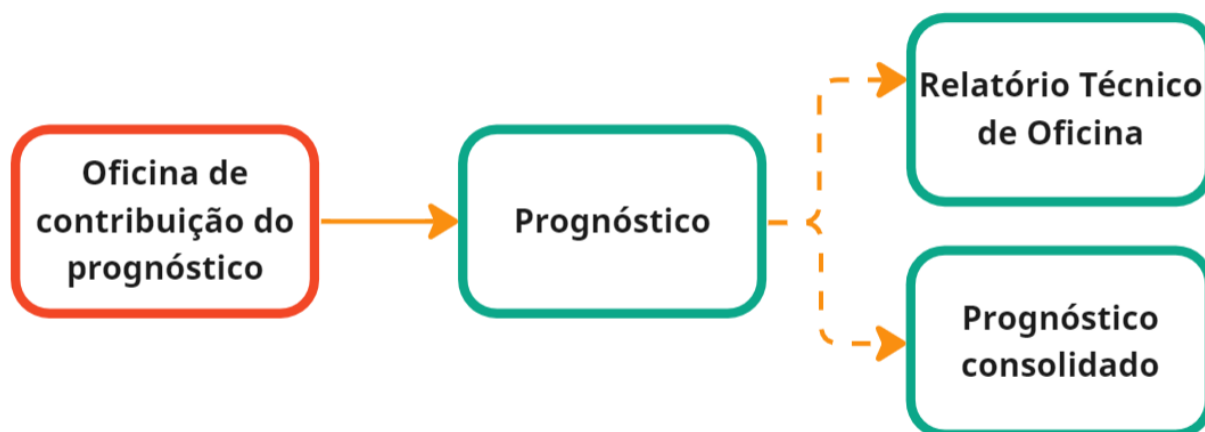 Oficina de
contribuição do
prognóstico
Prognóstico
Relatório Técnico
de Oficina
Prognóstico
consolidado